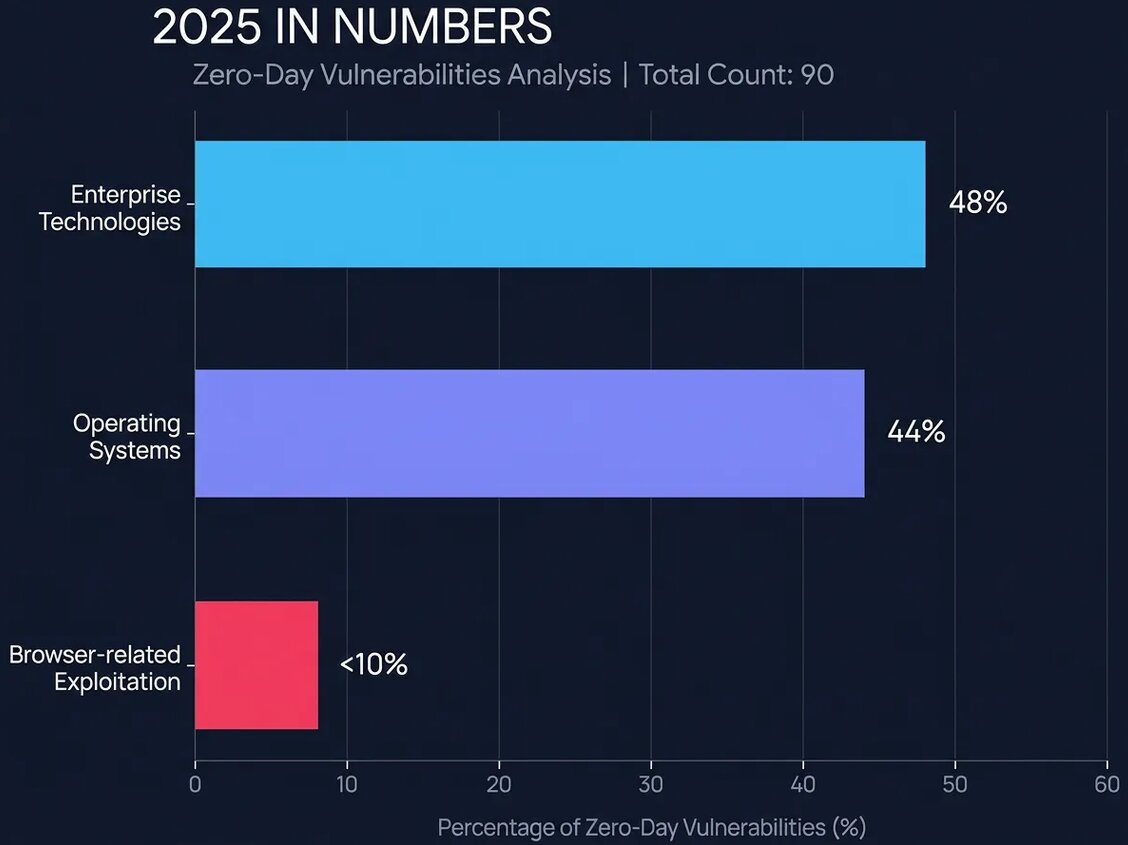 2025 IN NUMBERS
Zero-Day Vulnerabilities Analysis | Total Count: 90
Enterprise
Technologies
48%
Operating
Systems
44%
Browser-related
Exploitation
<10%
0 10 20 30 40 50 60
Percentage of Zero-Day Vulnerabilities (%)